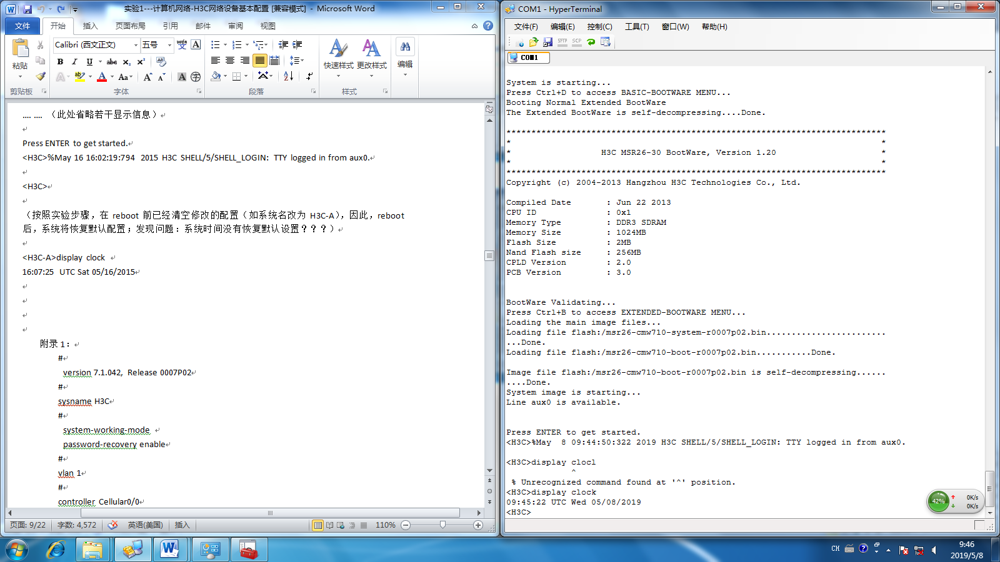 实验1---计算机网络-H3C网络设备基本配置 [兼容模式] - Microsoft Word
文件 开始 插入 页面布局 引用 邮件 审阅 视图
粘贴
Calibri (西文正文) 五号
快速样式 更改样式
编辑
剪贴板 字体 段落 样式
.... .... （此处省略若干显示信息）
Press ENTER to get started.
<H3C>%May 16 16:02:19:794 2015 H3C SHELL/5/SHELL_LOGIN: TTY logged in from aux0.
<H3C>
（按照实验步骤，在 reboot 前已经清空修改的配置（如系统名改为 H3C-A），因此，reboot
后，系统将恢复默认配置；发现问题：系统时间没有恢复默认设置？？？）
<H3C-A>display clock
16:07:25 UTC Sat 05/16/2015
附录 1：
#
version 7.1.042, Release 0007P02
#
sysname H3C
#
system-working-mode
password-recovery enable
#
vlan 1
#
controller Cellular0/0
页面: 9/22 字数: 4,572 英语(美国) 插入 110%
COM1 - HyperTerminal
文件(F) 编辑(E) 控制(C) 工具(T) 窗口(W) 帮助(H)
SFTP SCP
COM1
System is starting...
Press Ctrl+D to access BASIC-BOOTWARE MENU...
Booting Normal Extended BootWare
The Extended BootWare is self-decompressing....Done.
****************************************************************************
* *
* H3C MSR26-30 BootWare, Version 1.20 *
* *
****************************************************************************
Copyright (c) 2004-2013 Hangzhou H3C Technologies Co., Ltd.
Compiled Date : Jun 22 2013
CPU ID : 0x1
Memory Type : DDR3 SDRAM
Memory Size : 1024MB
Flash Size : 2MB
Nand Flash size : 256MB
CPLD Version : 2.0
PCB Version : 3.0
BootWare Validating...
Press Ctrl+B to access EXTENDED-BOOTWARE MENU...
Loading the main image files...
Loading file flash:/msr26-cmw710-system-r0007p02.bin........................
...Done.
Loading file flash:/msr26-cmw710-boot-r0007p02.bin...........Done.
Image file flash:/msr26-cmw710-boot-r0007p02.bin is self-decompressing......
....Done.
System image is starting...
Line aux0 is available.
Press ENTER to get started.
<H3C>%May 8 09:44:50:322 2019 H3C SHELL/5/SHELL_LOGIN: TTY logged in from aux0.
<H3C>display clocl
^
% Unrecognized command found at '^' position.
<H3C>display clock
09:45:22 UTC Wed 05/08/2019
<H3C>
42% 0K/s
0K/s
CH 9:46
2019/5/8